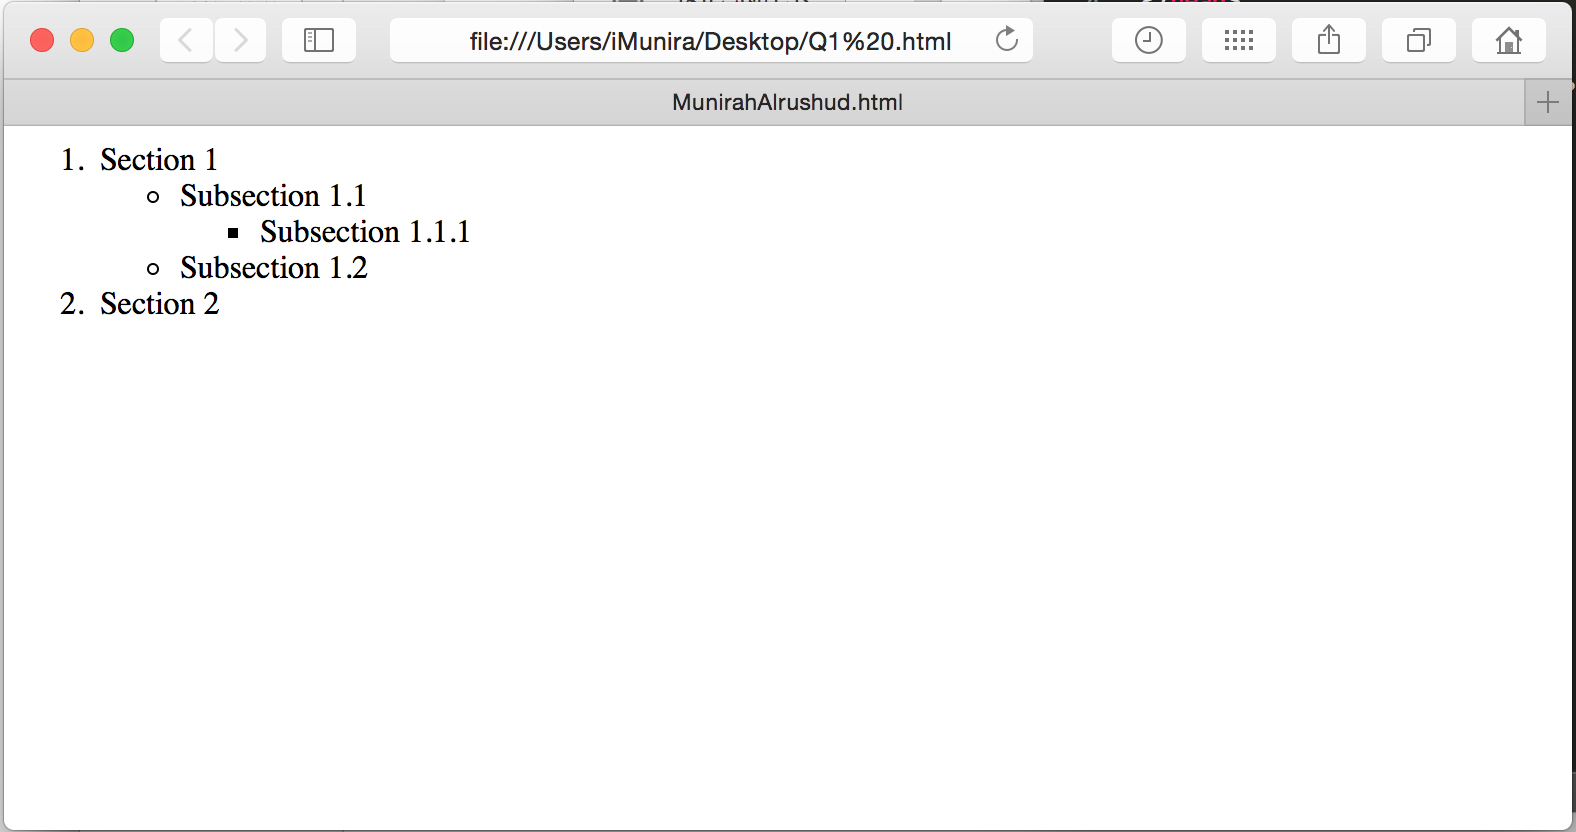 file:///Users/iMunira/Desktop/Q1%20.html
MunirahAlrushud.html
1. Section 1
Subsection 1.1
Subsection 1.1.1
Subsection 1.2
2. Section 2